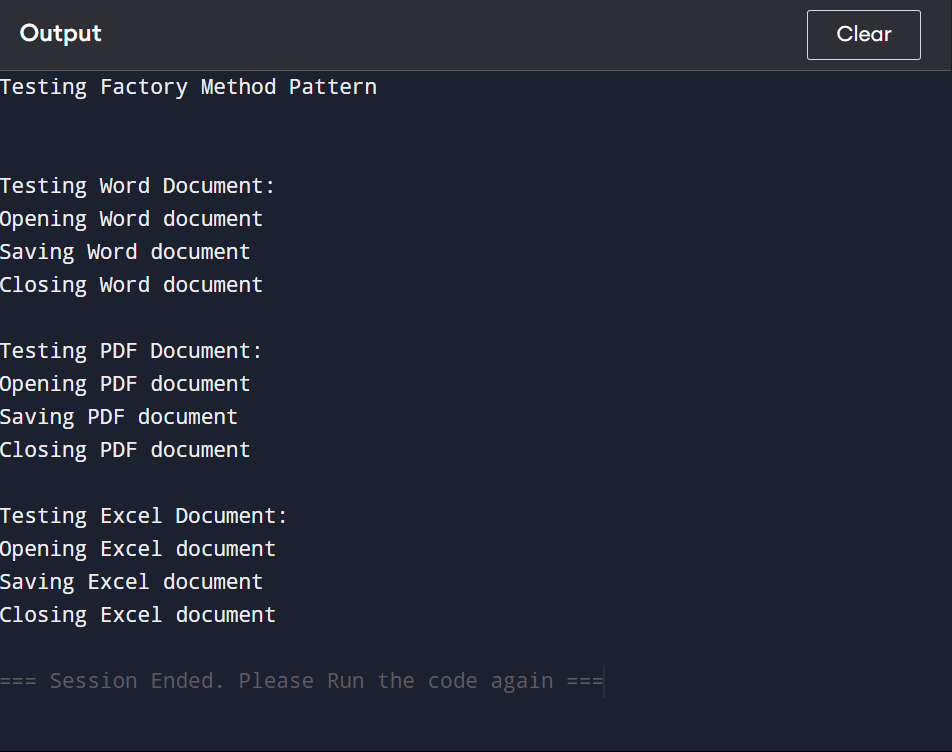 Output
Clear
Testing Factory Method Pattern
Testing Word Document:
Opening Word document
Saving Word document
Closing Word document
Testing PDF Document:
Opening PDF document
Saving PDF document
Closing PDF document
Testing Excel Document:
Opening Excel document
Saving Excel document
Closing Excel document
=== Session Ended. Please Run the code again ===